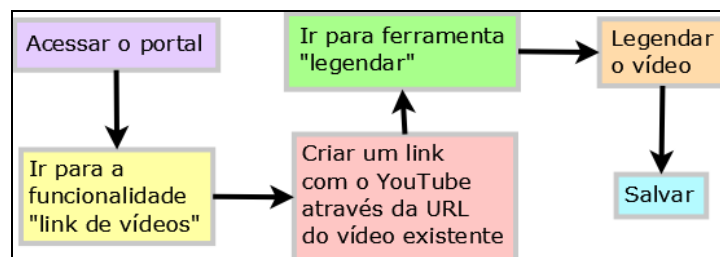 Acessar o portal
Ir para a
funcionalidade
"link de vídeos"
Criar um link
com o YouTube
através da URL
do vídeo existente
Ir para ferramenta
"legendar"
Legendar
o vídeo
Salvar